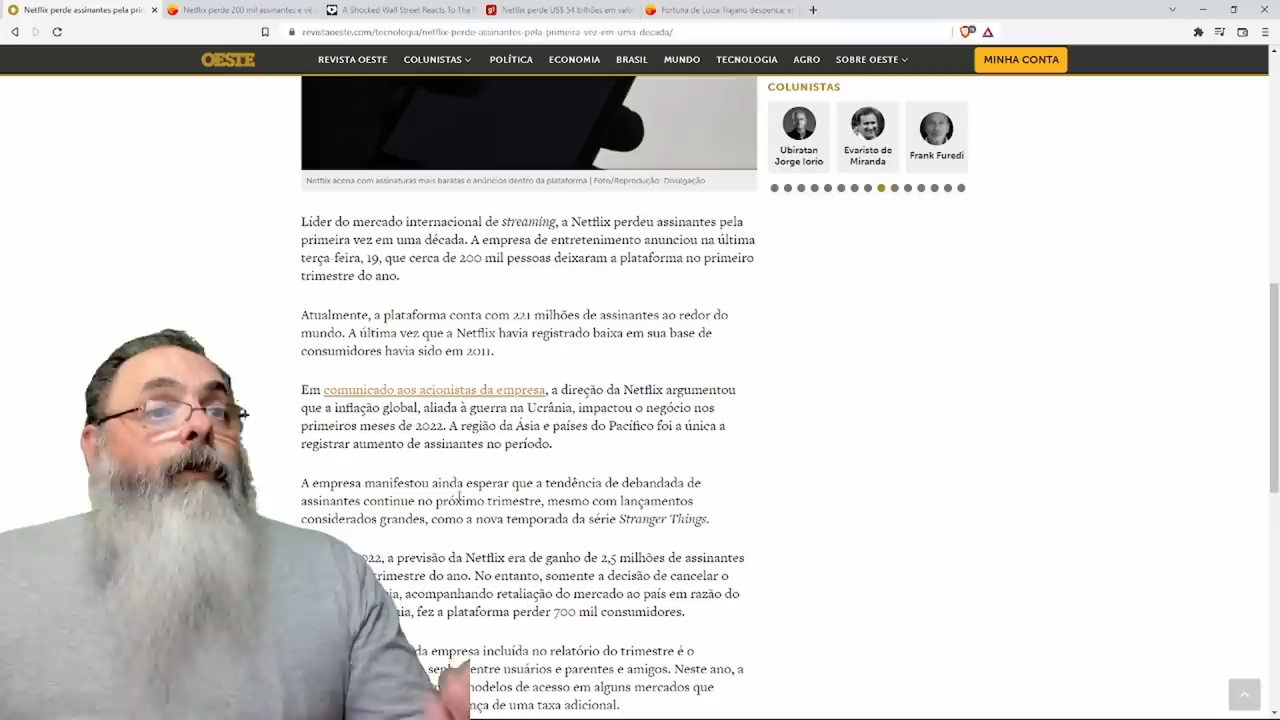 Netflix perde assinantes pela pri
Netflix perde 200 mil assinantes e vê
A Shocked Wall Street Reacts To The
Netflix perde US$ 54 bilhões em valo
Fortuna de Luiza Trajano despenca; e
revistaoeste.com/tecnologia/netflix-perde-assinantes-pela-primeira-vez-em-uma-decada/
OESTE
REVISTA OESTE COLUNISTAS POLÍTICA ECONOMIA BRASIL MUNDO TECNOLOGIA AGRO SOBRE OESTE
MINHA CONTA
COLUNISTAS
Ubiratan
Jorge Iorio
Evaristo de
Miranda
Frank Furedi
Netflix acena com assinaturas mais baratas e anúncios dentro da plataforma | Foto/Reprodução: Divulgação
Líder do mercado internacional de streaming, a Netflix perdeu assinantes pela
primeira vez em uma década. A empresa de entretenimento anunciou na última
terça-feira, 19, que cerca de 200 mil pessoas deixaram a plataforma no primeiro
trimestre do ano.
Atualmente, a plataforma conta com 221 milhões de assinantes ao redor do
mundo. A última vez que a Netflix havia registrado baixa em sua base de
consumidores havia sido em 2011.
Em comunicado aos acionistas da empresa, a direção da Netflix argumentou
que a inflação global, aliada à guerra na Ucrânia, impactou o negócio nos
primeiros meses de 2022. A região da Ásia e países do Pacífico foi a única a
registrar aumento de assinantes no período.
A empresa manifestou ainda esperar que a tendência de debandada de
assinantes continue no próximo trimestre, mesmo com lançamentos
considerados grandes, como a nova temporada da série Stranger Things.
022, a previsão da Netflix era de ganho de 2,5 milhões de assinantes
trimestre do ano. No entanto, somente a decisão de cancelar o
ia, acompanhando retaliação do mercado ao país em razão do
nia, fez a plataforma perder 700 mil consumidores.
da empresa incluída no relatório do trimestre é o
entre usuários e parentes e amigos. Neste ano, a
modelos de acesso em alguns mercados que
nça de uma taxa adicional.